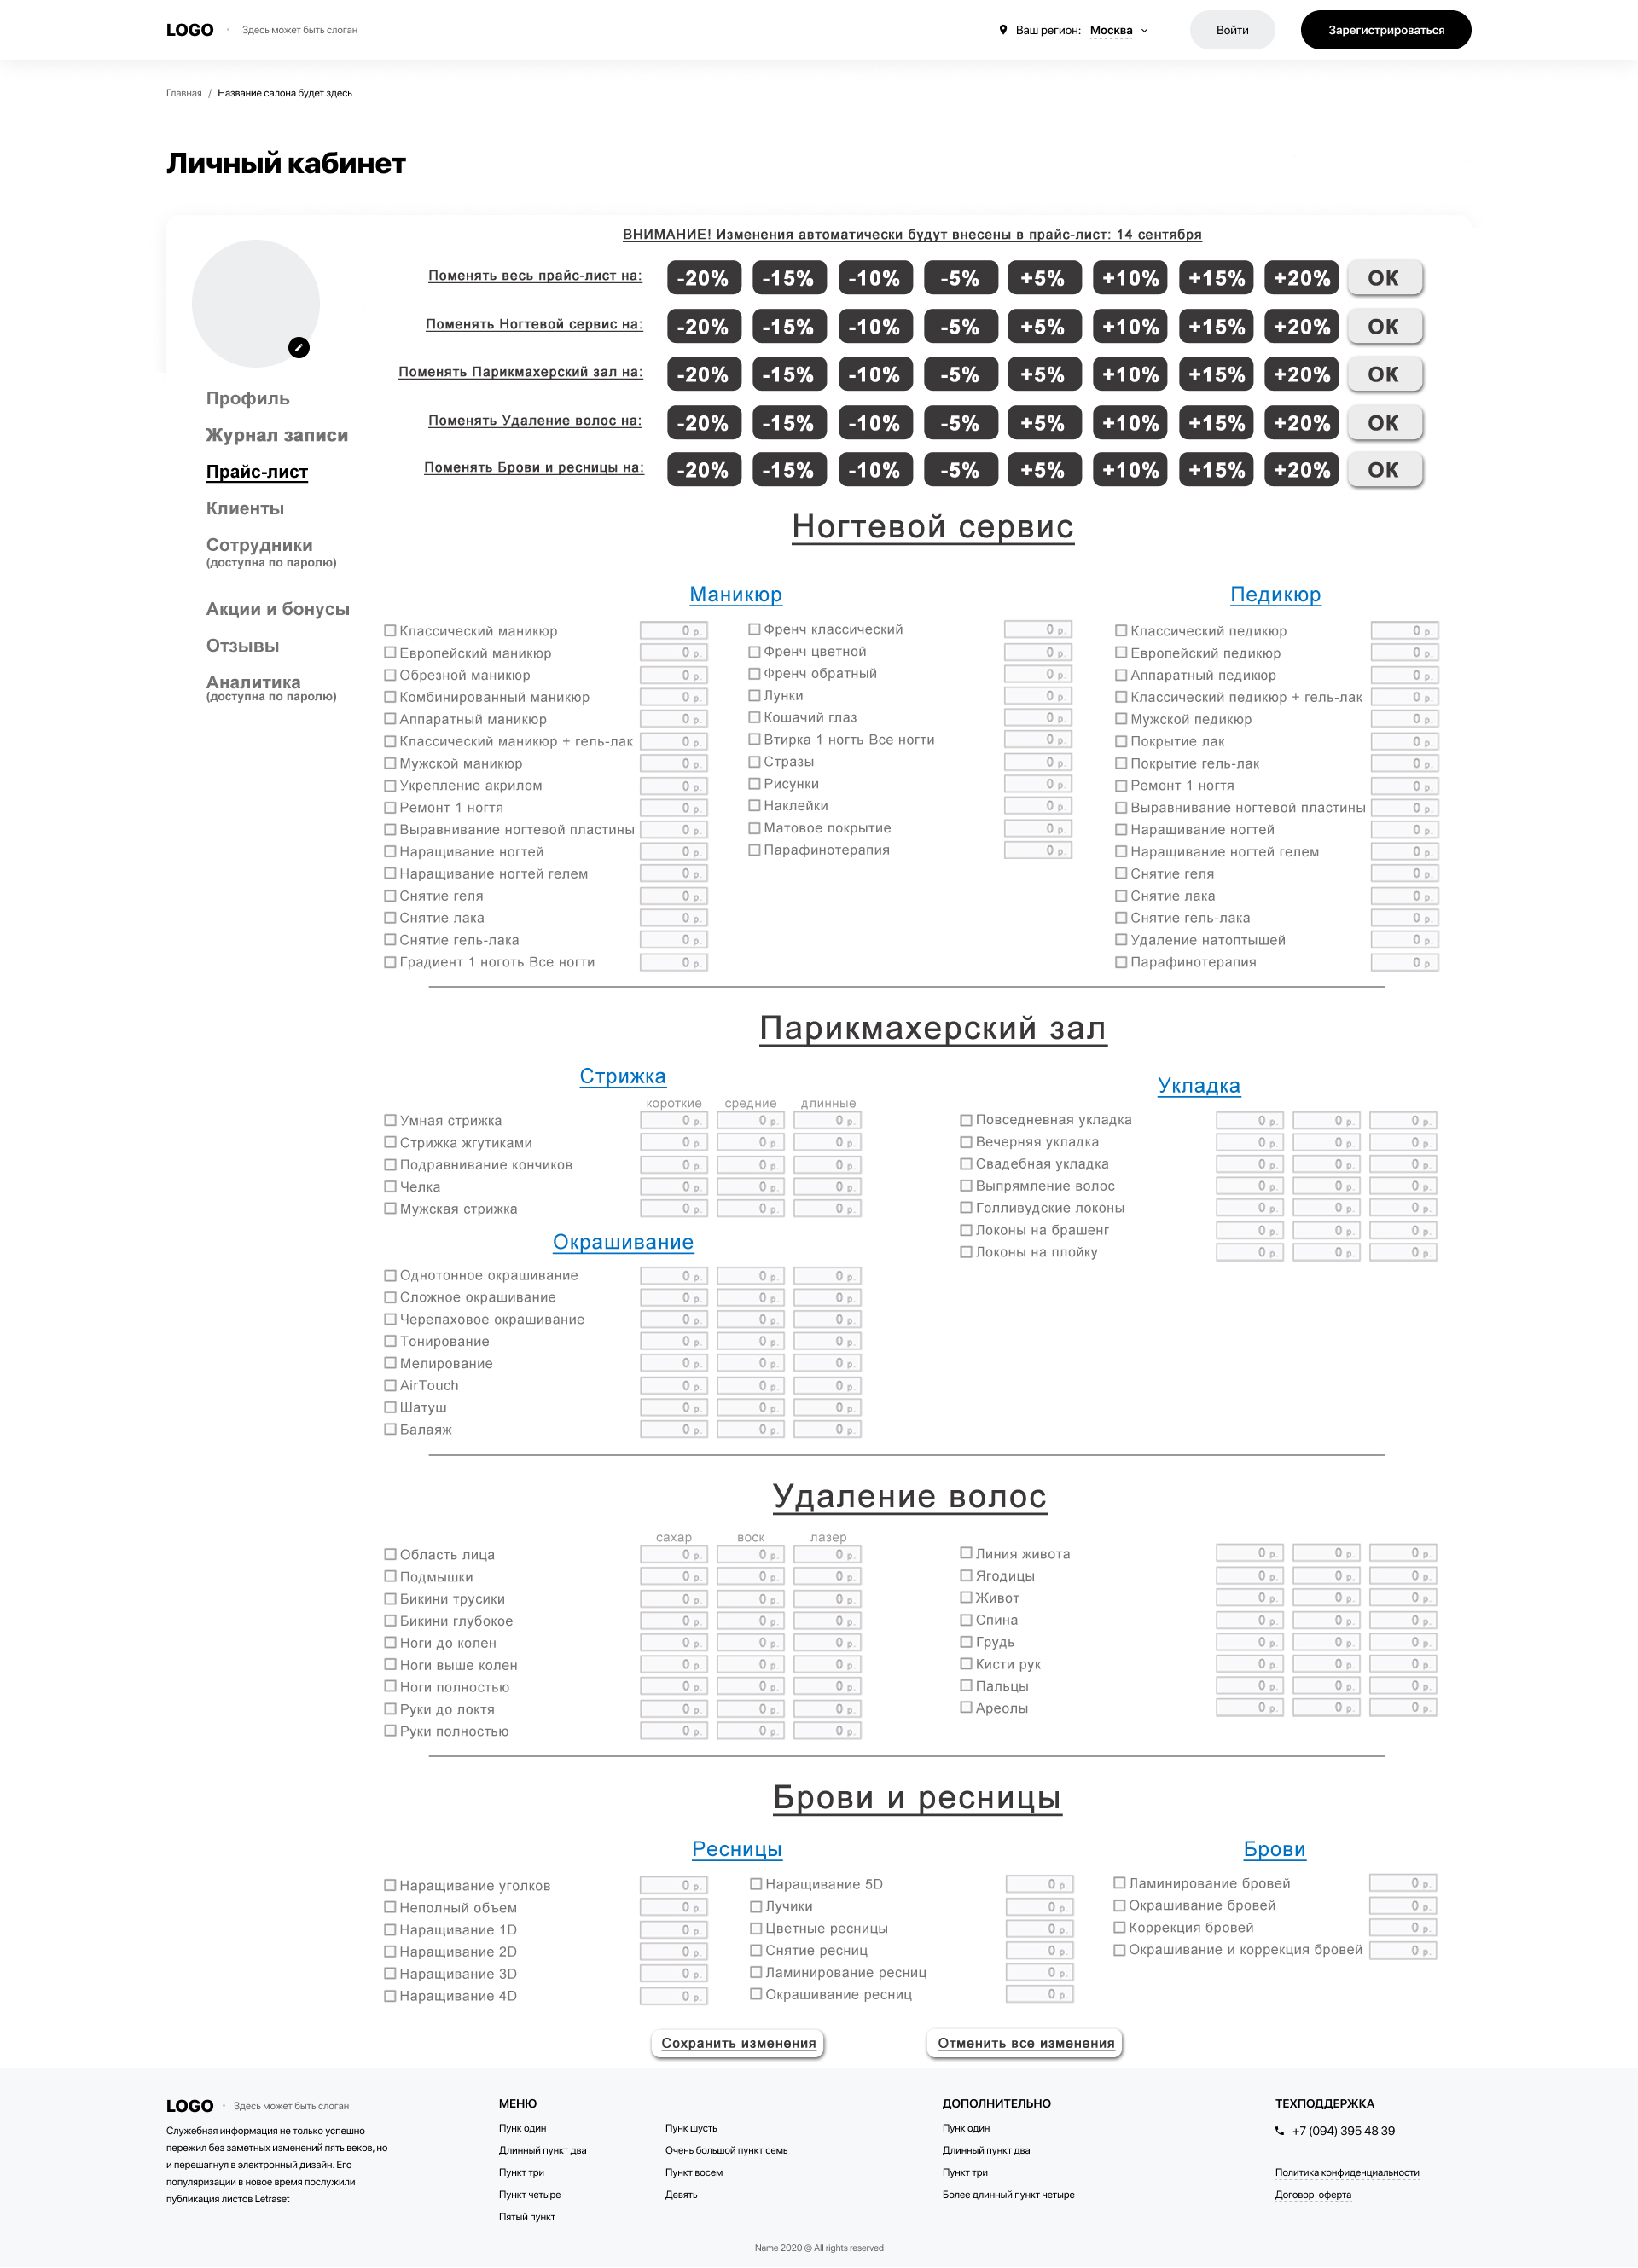 LOGO • Здесь может быть слоган
Ваш регион: Москва
Войти
Зарегистрироваться
Главная / Название салона будет здесь
Личный кабинет
Профиль
Журнал записи
Прайс-лист
Клиенты
Сотрудники
(доступна по паролю)
Акции и бонусы
Отзывы
Аналитика
(доступна по паролю)
ВНИМАНИЕ! Изменения автоматически будут внесены в прайс-лист: 14 сентября
Поменять весь прайс-лист на: -20% -15% -10% -5% +5% +10% +15% +20% ОК
Поменять Ногтевой сервис на: -20% -15% -10% -5% +5% +10% +15% +20% ОК
Поменять Парикмахерский зал на: -20% -15% -10% -5% +5% +10% +15% +20% ОК
Поменять Удаление волос на: -20% -15% -10% -5% +5% +10% +15% +20% ОК
Поменять Брови и ресницы на: -20% -15% -10% -5% +5% +10% +15% +20% ОК
Ногтевой сервис
Маникюр
Классический маникюр 0 р.
Европейский маникюр 0 р.
Обрезной маникюр 0 р.
Комбинированный маникюр 0 р.
Аппаратный маникюр 0 р.
Классический маникюр + гель-лак 0 р.
Мужской маникюр 0 р.
Укрепление акрилом 0 р.
Ремонт 1 ногтя 0 р.
Выравнивание ногтевой пластины 0 р.
Наращивание ногтей 0 р.
Наращивание ногтей гелем 0 р.
Снятие геля 0 р.
Снятие лака 0 р.
Снятие гель-лака 0 р.
Градиент 1 ноготь Все ногти 0 р.
Френч классический 0 р.
Френч цветной 0 р.
Френч обратный 0 р.
Лунки 0 р.
Кошачий глаз 0 р.
Втирка 1 ногть Все ногти 0 р.
Стразы 0 р.
Рисунки 0 р.
Наклейки 0 р.
Матовое покрытие 0 р.
Парафинотерапия 0 р.
Педикюр
Классический педикюр 0 р.
Европейский педикюр 0 р.
Аппаратный педикюр 0 р.
Классический педикюр + гель-лак 0 р.
Мужской педикюр 0 р.
Покрытие лак 0 р.
Покрытие гель-лак 0 р.
Ремонт 1 ногтя 0 р.
Выравнивание ногтевой пластины 0 р.
Наращивание ногтей 0 р.
Наращивание ногтей гелем 0 р.
Снятие геля 0 р.
Снятие лака 0 р.
Снятие гель-лака 0 р.
Удаление натоптышей 0 р.
Парафинотерапия 0 р.
Парикмахерский зал
Стрижка
короткие средние длинные
Умная стрижка 0 р. 0 р. 0 р.
Стрижка жгутиками 0 р. 0 р. 0 р.
Подравнивание кончиков 0 р. 0 р. 0 р.
Челка 0 р. 0 р. 0 р.
Мужская стрижка 0 р. 0 р. 0 р.
Окрашивание
Однотонное окрашивание 0 р. 0 р. 0 р.
Сложное окрашивание 0 р. 0 р. 0 р.
Черепаховое окрашивание 0 р. 0 р. 0 р.
Тонирование 0 р. 0 р. 0 р.
Мелирование 0 р. 0 р. 0 р.
AirTouch 0 р. 0 р. 0 р.
Шатуш 0 р. 0 р. 0 р.
Балаяж 0 р. 0 р. 0 р.
Укладка
Повседневная укладка 0 р. 0 р. 0 р.
Вечерняя укладка 0 р. 0 р. 0 р.
Свадебная укладка 0 р. 0 р. 0 р.
Выпрямление волос 0 р. 0 р. 0 р.
Голливудские локоны 0 р. 0 р. 0 р.
Локоны на брашенг 0 р. 0 р. 0 р.
Локоны на плойку 0 р. 0 р. 0 р.
Удаление волос
сахар воск лазер
Область лица 0 р. 0 р. 0 р.
Подмышки 0 р. 0 р. 0 р.
Бикини трусики 0 р. 0 р. 0 р.
Бикини глубокое 0 р. 0 р. 0 р.
Ноги до колен 0 р. 0 р. 0 р.
Ноги выше колен 0 р. 0 р. 0 р.
Ноги полностью 0 р. 0 р. 0 р.
Руки до локтя 0 р. 0 р. 0 р.
Руки полностью 0 р. 0 р. 0 р.
Линия живота 0 р. 0 р. 0 р.
Ягодицы 0 р. 0 р. 0 р.
Живот 0 р. 0 р. 0 р.
Спина 0 р. 0 р. 0 р.
Грудь 0 р. 0 р. 0 р.
Кисти рук 0 р. 0 р. 0 р.
Пальцы 0 р. 0 р. 0 р.
Ареолы 0 р. 0 р. 0 р.
Брови и ресницы
Ресницы
Наращивание уголков 0 р.
Неполный объем 0 р.
Наращивание 1D 0 р.
Наращивание 2D 0 р.
Наращивание 3D 0 р.
Наращивание 4D 0 р.
Наращивание 5D 0 р.
Лучики 0 р.
Цветные ресницы 0 р.
Снятие ресниц 0 р.
Ламинирование ресниц 0 р.
Окрашивание ресниц 0 р.
Брови
Ламинирование бровей 0 р.
Окрашивание бровей 0 р.
Коррекция бровей 0 р.
Окрашивание и коррекция бровей 0 р.
Сохранить изменения
Отменить все изменения
LOGO • Здесь может быть слоган
Служебная информация не только успешно
пережил без заметных изменений пять веков, но
и перешагнул в электронный дизайн. Его
популяризации в новое время послужили
публикация листов Letraset
МЕНЮ
Пунк один
Длинный пункт два
Пункт три
Пункт четыре
Пятый пункт
Пунк шусть
Очень большой пункт семь
Пункт восем
Девять
ДОПОЛНИТЕЛЬНО
Пунк один
Длинный пункт два
Пункт три
Более длинный пункт четыре
ТЕХПОДДЕРЖКА
+7 (094) 395 48 39
Политика конфиденциальности
Договор-оферта
Name 2020 © All rights reserved